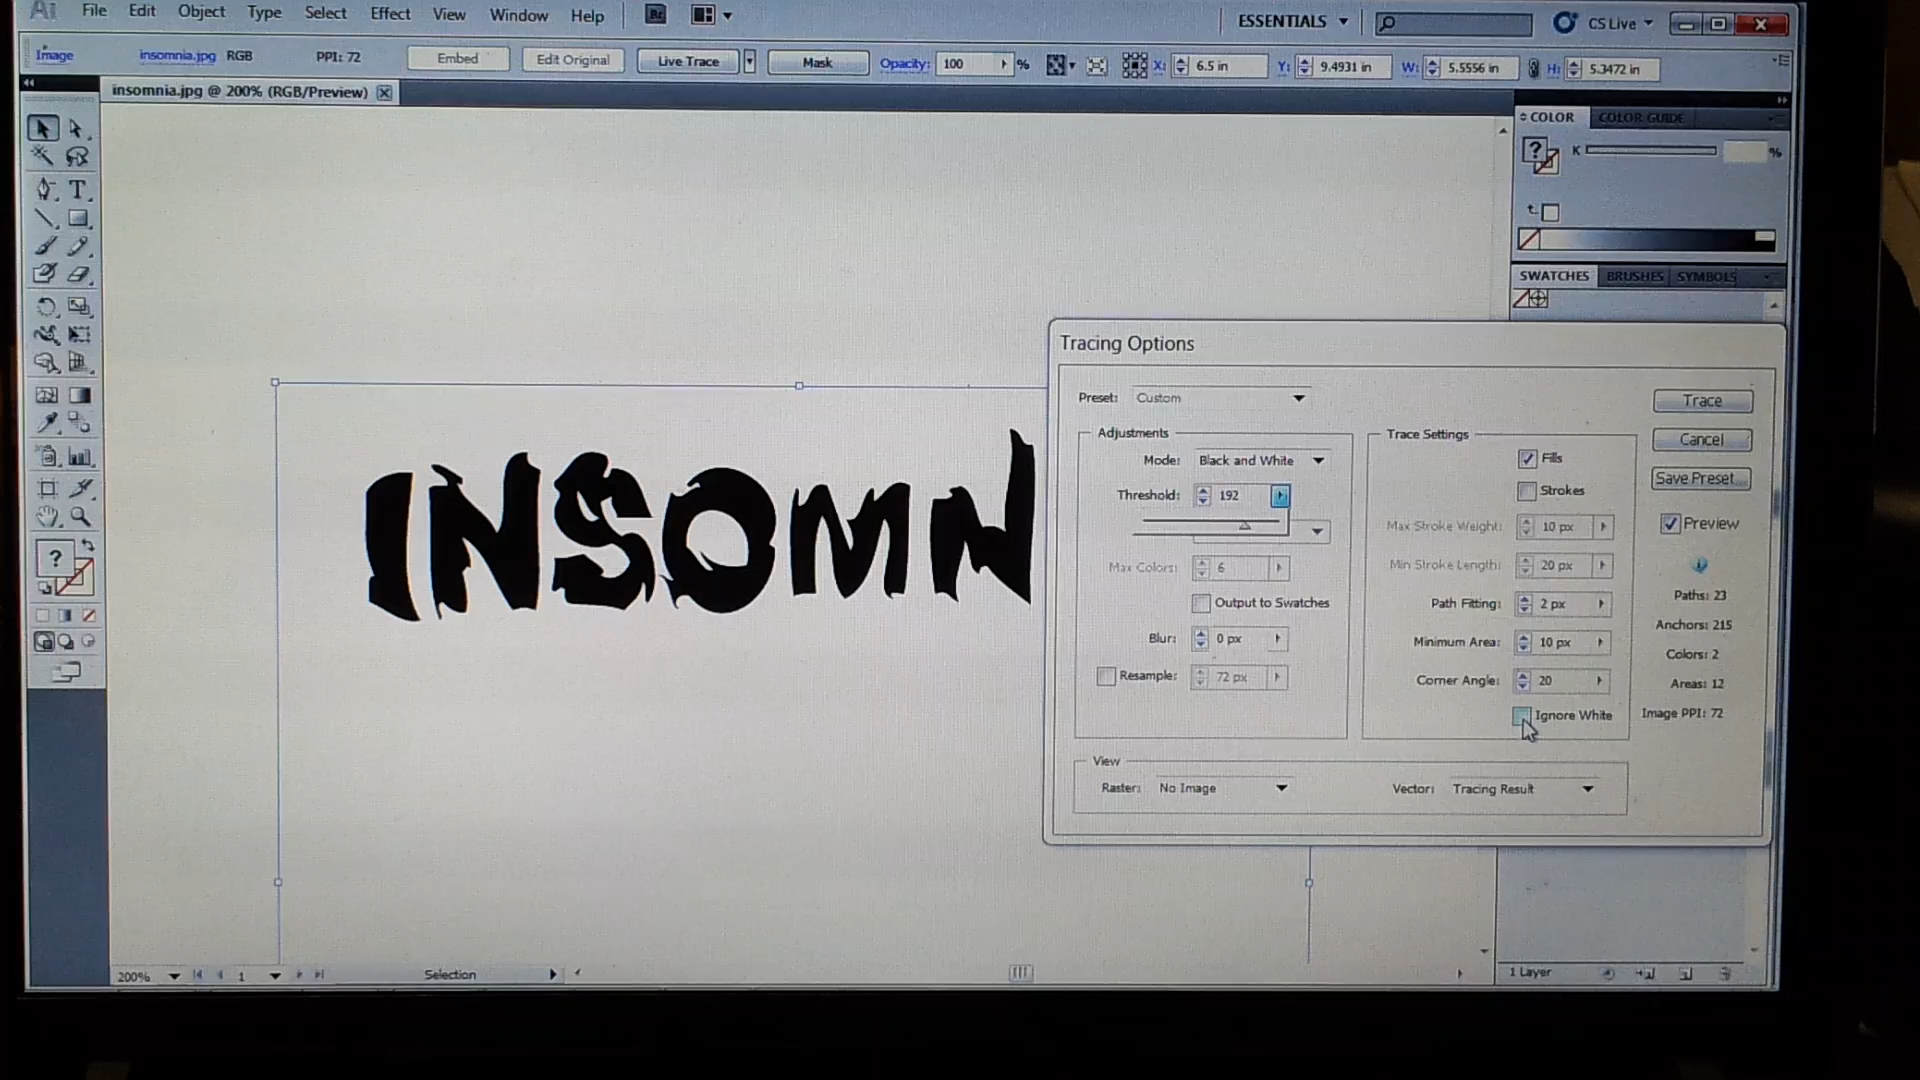 Ai File Edit Object Type Select Effect View Window Help Br ESSENTIALS CS Live
Image insomnia.jpg RGB PPI: 72 Embed Edit Original Live Trace Mask Opacity: 100 % X: 6.5 in Y: 9.4931 in W: 5.5556 in H: 5.3472 in
insomnia.jpg @ 200% (RGB/Preview)
COLOR COLOR GUIDE
K %
SWATCHES BRUSHES SYMBOLS
INSOMN
Tracing Options
Preset: Custom
Trace
Cancel
Save Preset...
Preview
Adjustments
Mode: Black and White
Threshold: 192
Max Colors: 6
Output to Swatches
Blur: 0 px
Resample: 72 px
Trace Settings
Fills
Strokes
Max Stroke Weight: 10 px
Min Stroke Length: 20 px
Path Fitting: 2 px
Minimum Area: 10 px
Corner Angle: 20
Ignore White
Paths: 23
Anchors: 215
Colors: 2
Areas: 12
Image PPI: 72
View
Raster: No Image Vector: Tracing Result
200% 1 Selection 1 Layer